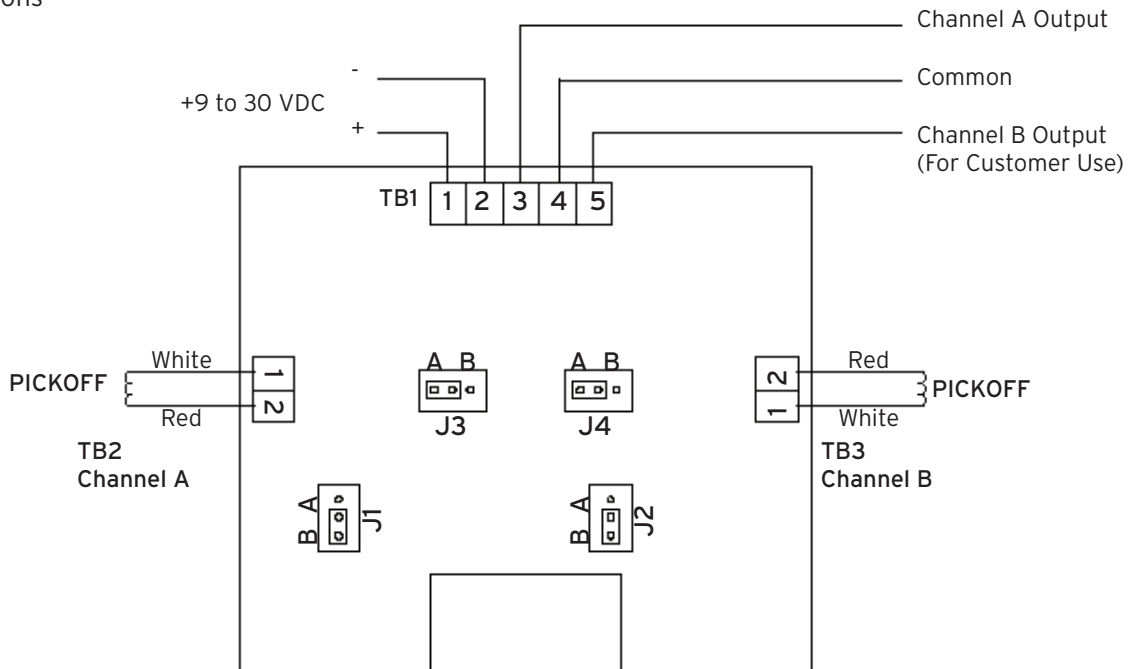 ons
Channel A Output
-
Common
+9 to 30 VDC
+
Channel B Output
(For Customer Use)
TB1 1 2 3 4 5
White
1
PICKOFF
Red
2
TB2
Channel A
A B
J3
A B
J4
2
Red
PICKOFF
1
White
TB3
Channel B
A
B
J1
A
B
J2